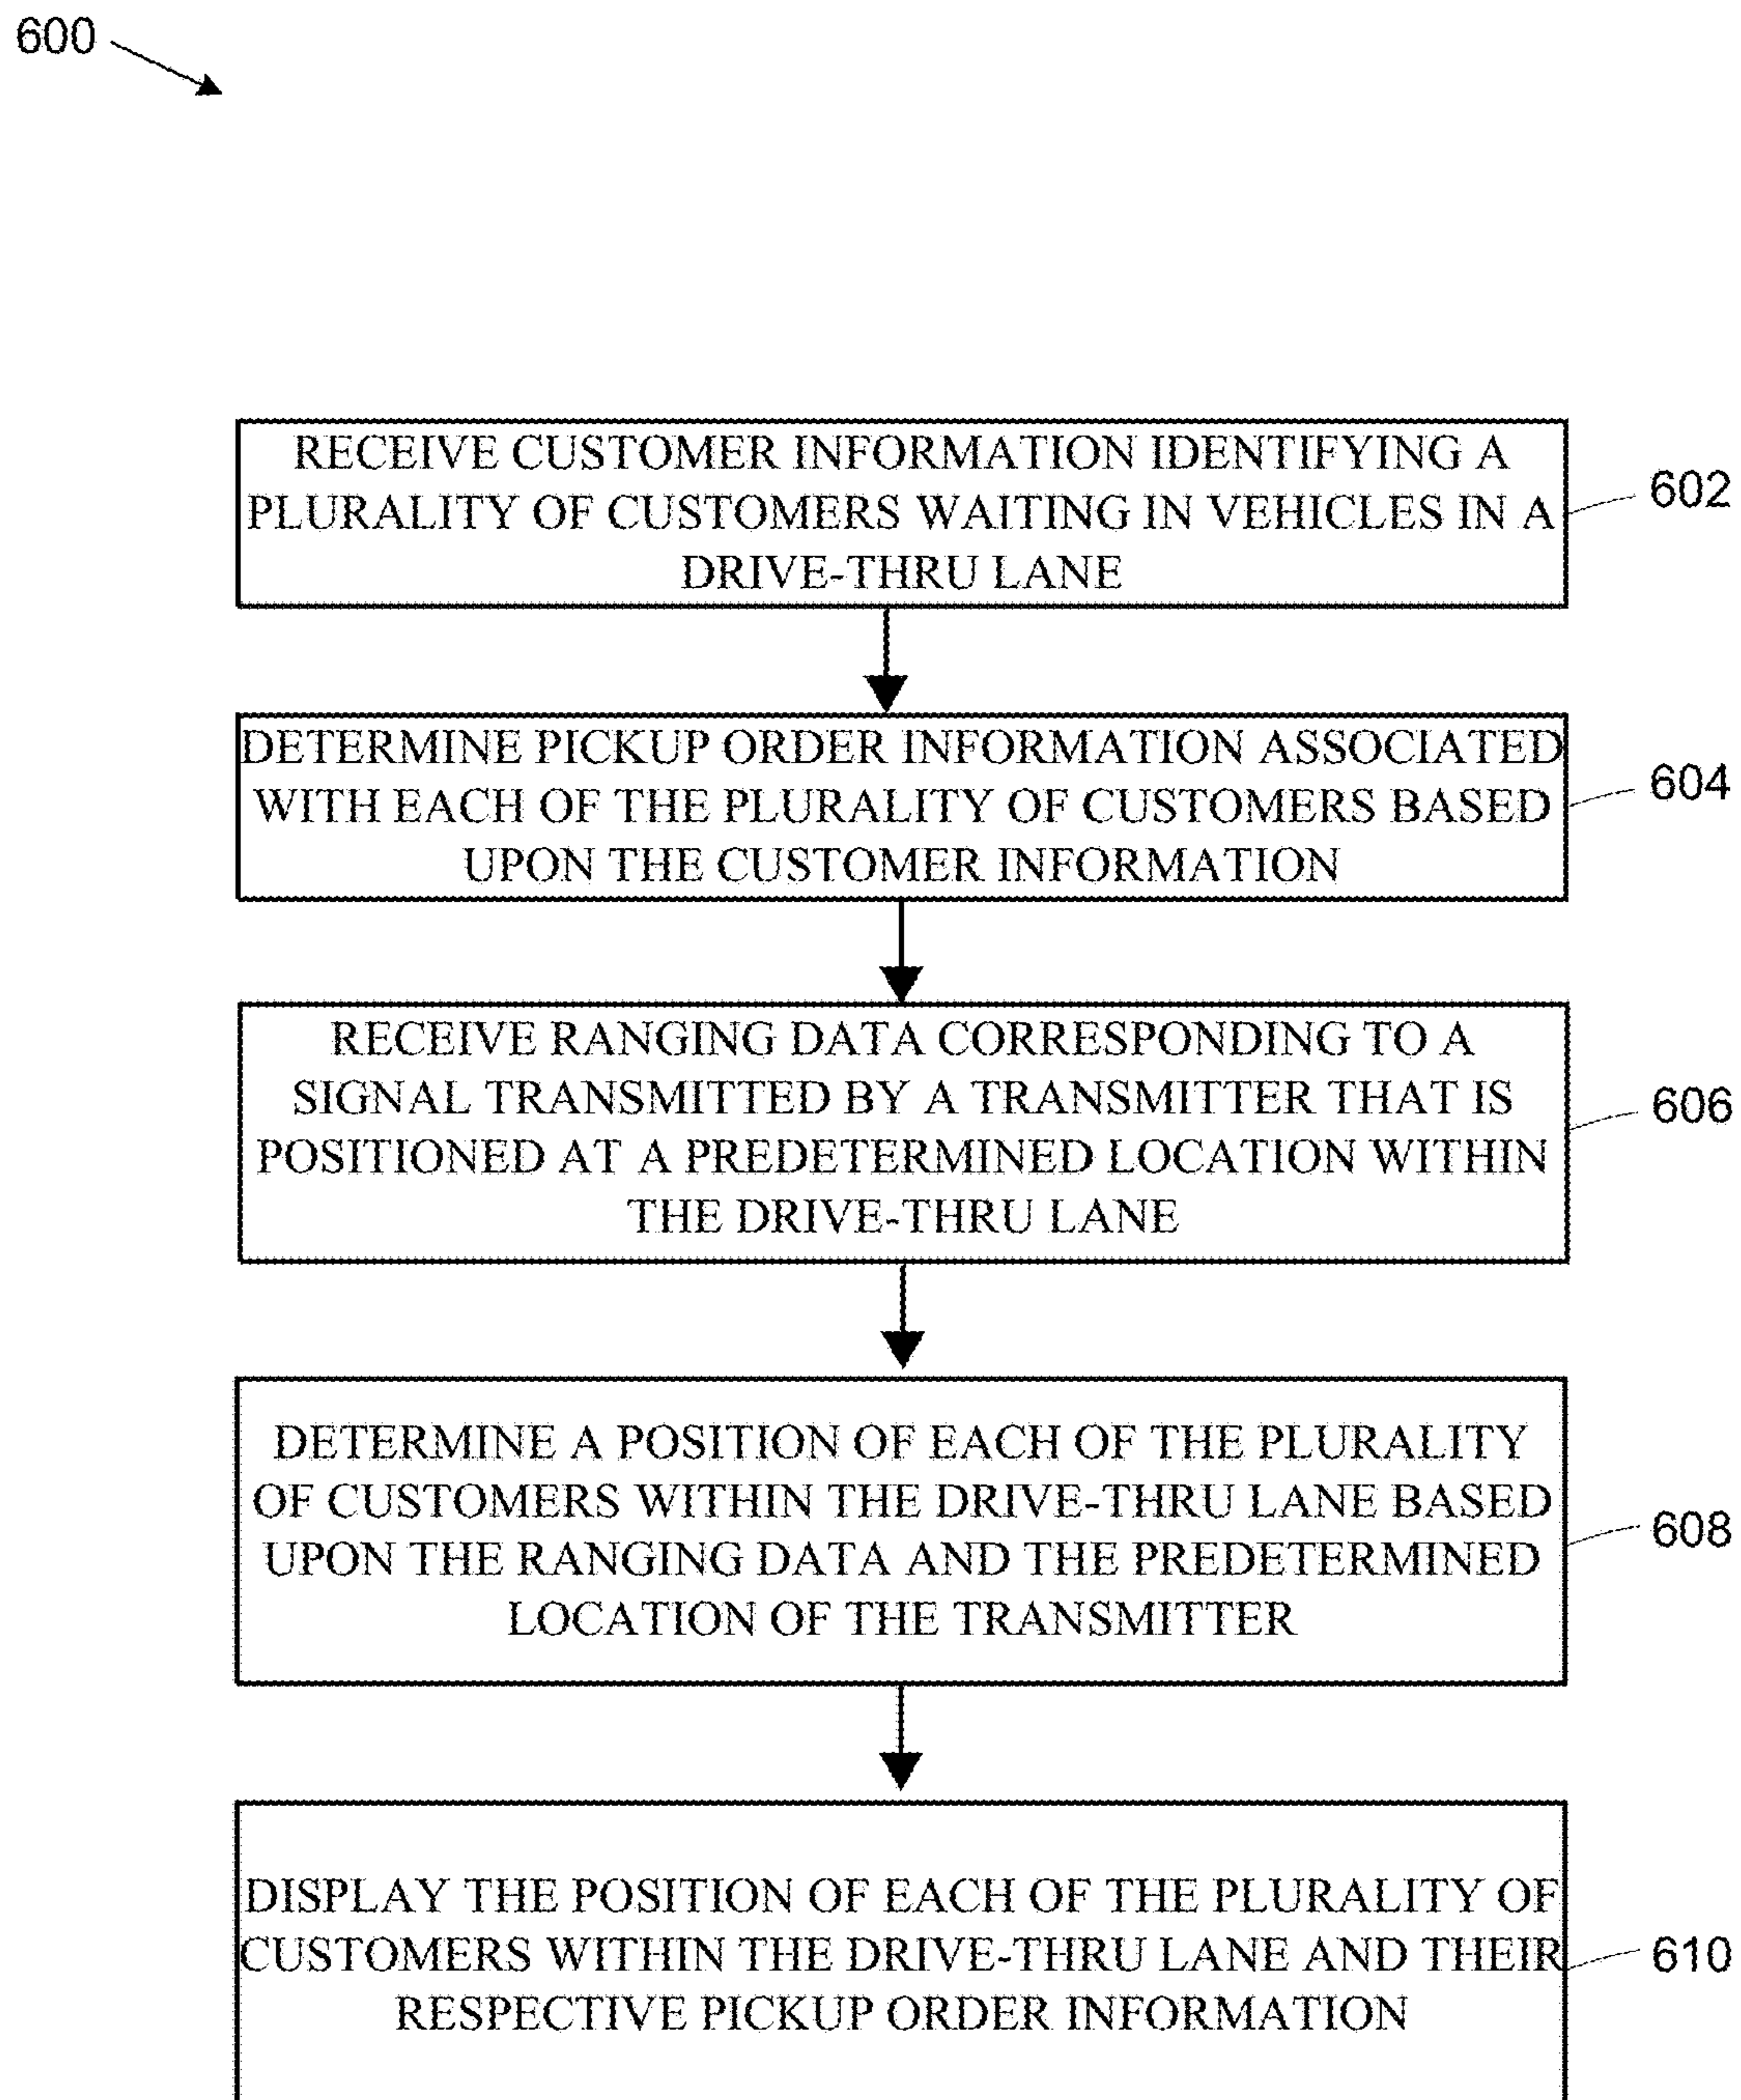 600
RECEIVE CUSTOMER INFORMATION IDENTIFYING A
PLURALITY OF CUSTOMERS WAITING IN VEHICLES IN A
DRIVE-THRU LANE
602
DETERMINE PICKUP ORDER INFORMATION ASSOCIATED
WITH EACH OF THE PLURALITY OF CUSTOMERS BASED
UPON THE CUSTOMER INFORMATION
604
RECEIVE RANGING DATA CORRESPONDING TO A
SIGNAL TRANSMITTED BY A TRANSMITTER THAT IS
POSITIONED AT A PREDETERMINED LOCATION WITHIN
THE DRIVE-THRU LANE
606
DETERMINE A POSITION OF EACH OF THE PLURALITY
OF CUSTOMERS WITHIN THE DRIVE-THRU LANE BASED
UPON THE RANGING DATA AND THE PREDETERMINED
LOCATION OF THE TRANSMITTER
608
DISPLAY THE POSITION OF EACH OF THE PLURALITY OF
CUSTOMERS WITHIN THE DRIVE-THRU LANE AND THEIR
RESPECTIVE PICKUP ORDER INFORMATION
610